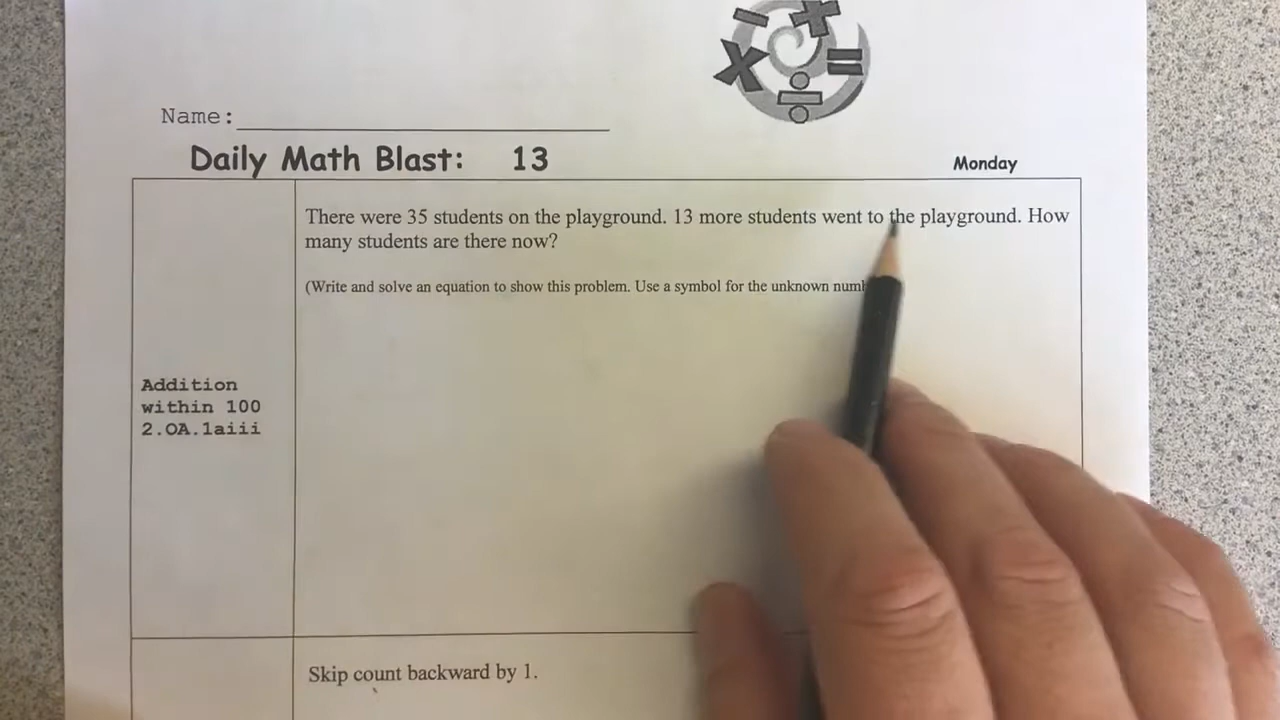 Name:
Daily Math Blast: 13
Monday
There were 35 students on the playground. 13 more students went to the playground. How
many students are there now?
(Write and solve an equation to show this problem. Use a symbol for the unknown
Addition
within 100
2.OA.1aiii
Skip count backward by 1.